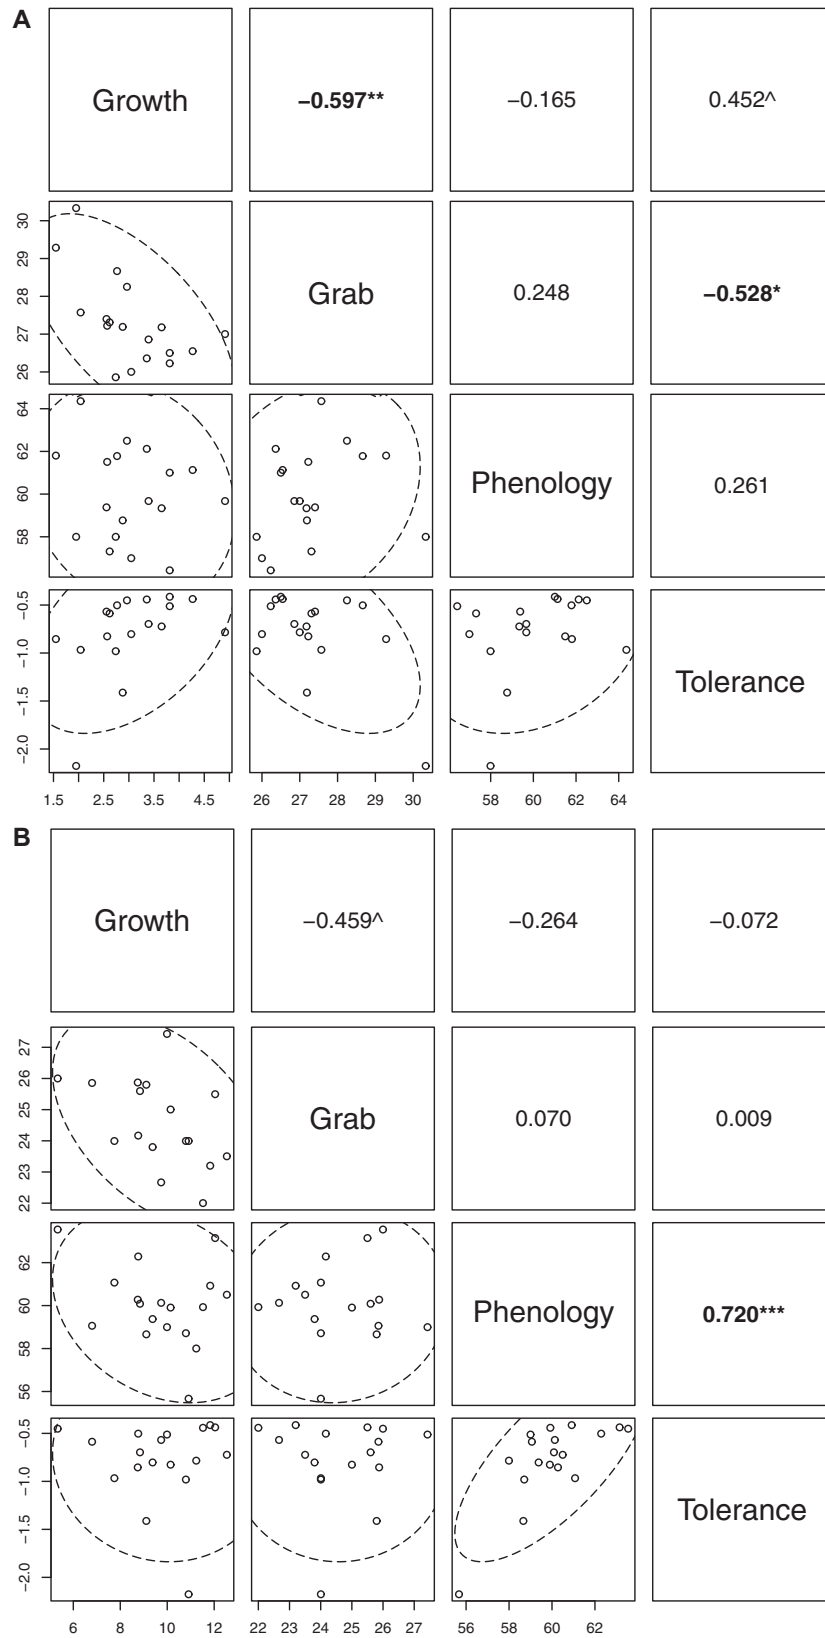 A
Growth
−0.597**
−0.165
0.452^
30
29
28
27
26
Grab
0.248
−0.528*
64
62
60
58
Phenology
0.261
−0.5
−1.0
−1.5
−2.0
Tolerance
1.5 2.5 3.5 4.5
26 27 28 29 30
58 60 62 64
B
Growth
−0.459^
−0.264
−0.072
27
26
25
24
23
22
Grab
0.070
0.009
62
60
58
56
Phenology
0.720***
−0.5
−1.0
−1.5
−2.0
Tolerance
6 8 10 12
22 23 24 25 26 27
56 58 60 62